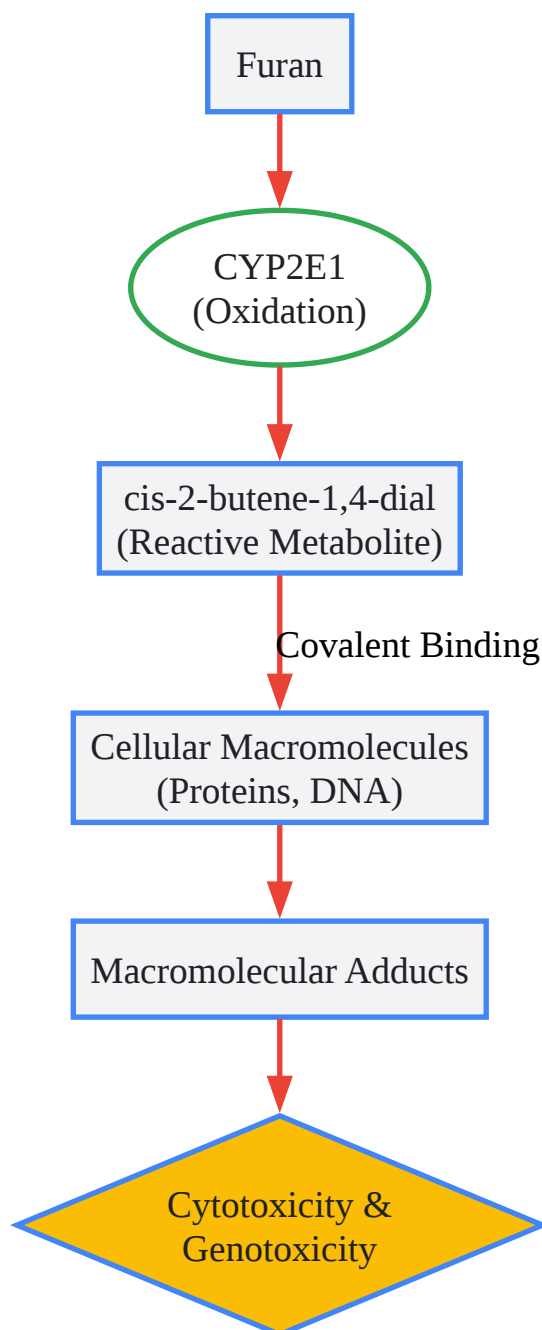 Furan
CYP2E1
(Oxidation)
cis-2-butene-1,4-dial
(Reactive Metabolite)
Covalent Binding
Cellular Macromolecules
(Proteins, DNA)
Macromolecular Adducts
Cytotoxicity &
Genotoxicity